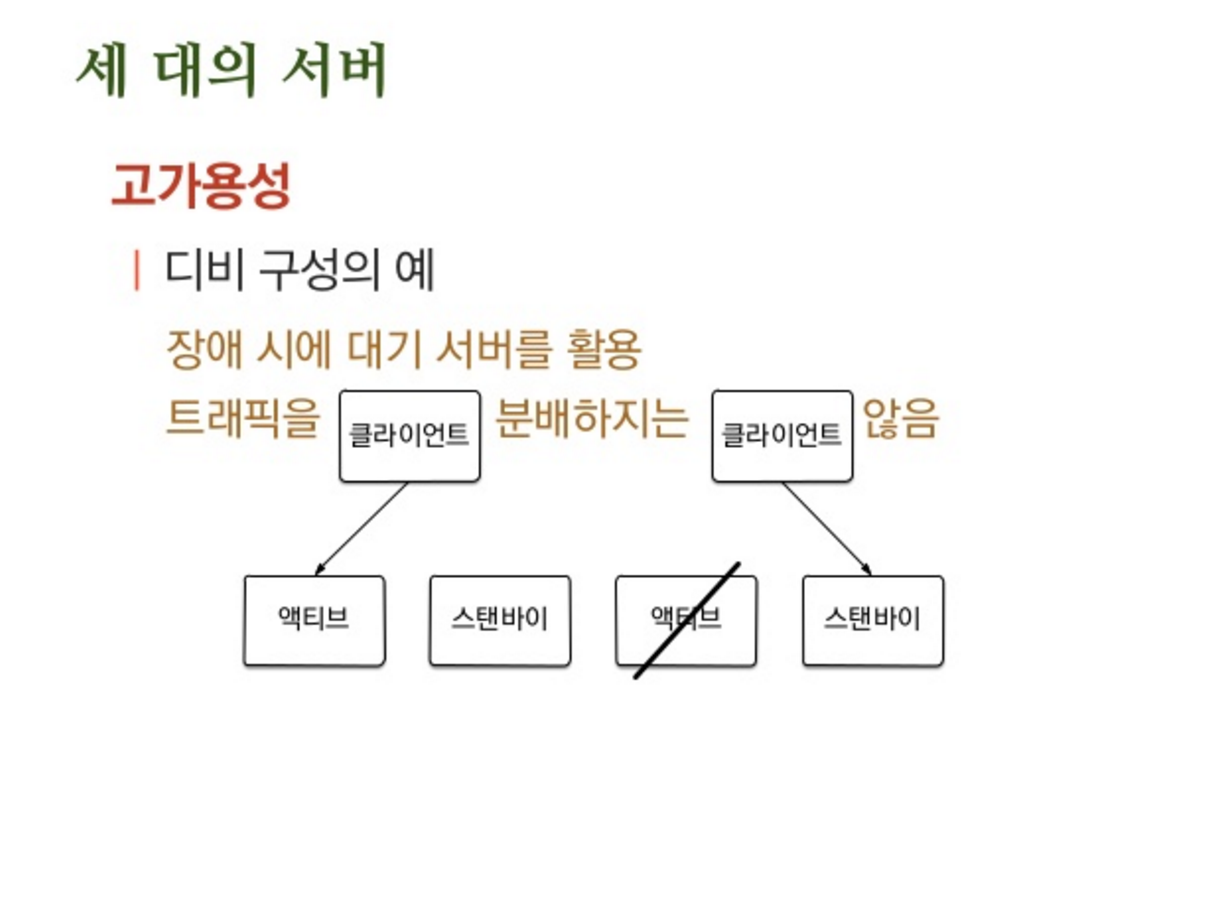 세 대의 서버
고가용성
디비 구성의 예
장애 시에 대기 서버를 활용
트래픽을 클라이언트 분배하지는 클라이언트 않음
액티브 스탠바이 액티브 스탠바이